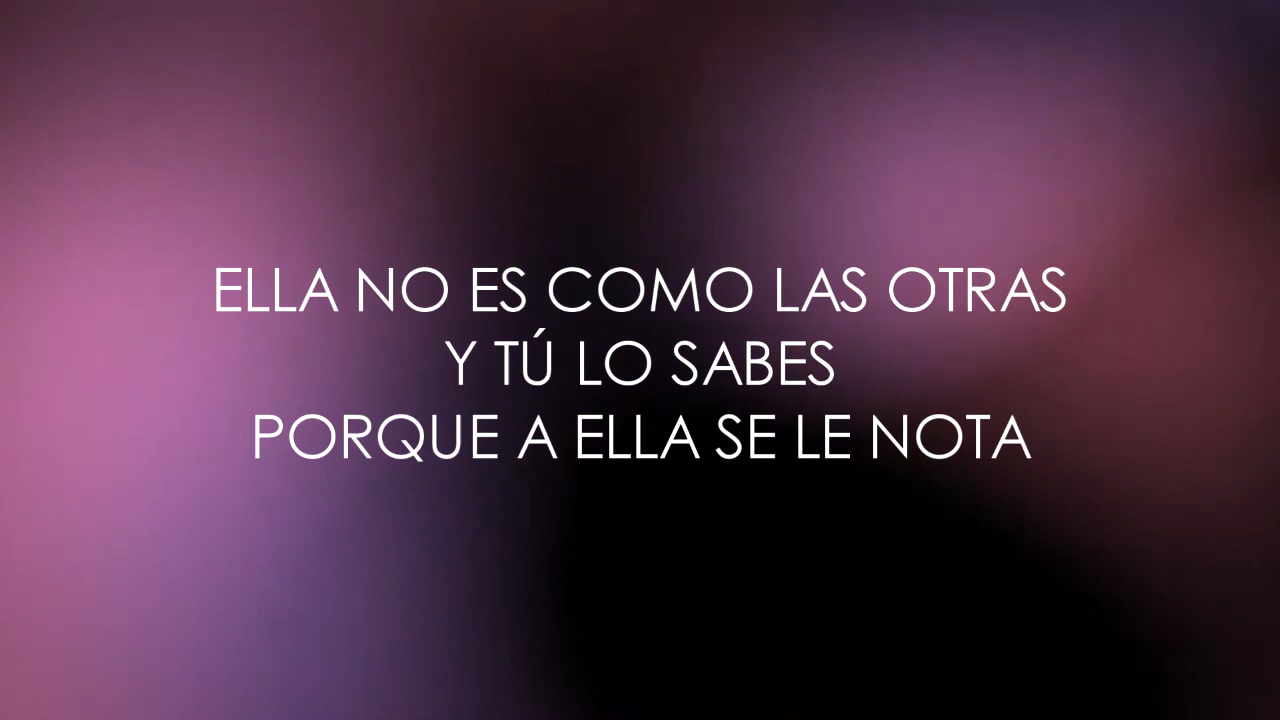 ELLA NO ES COMO LAS OTRAS
Y TÚ LO SABES
PORQUE A ELLA SE LE NOTA